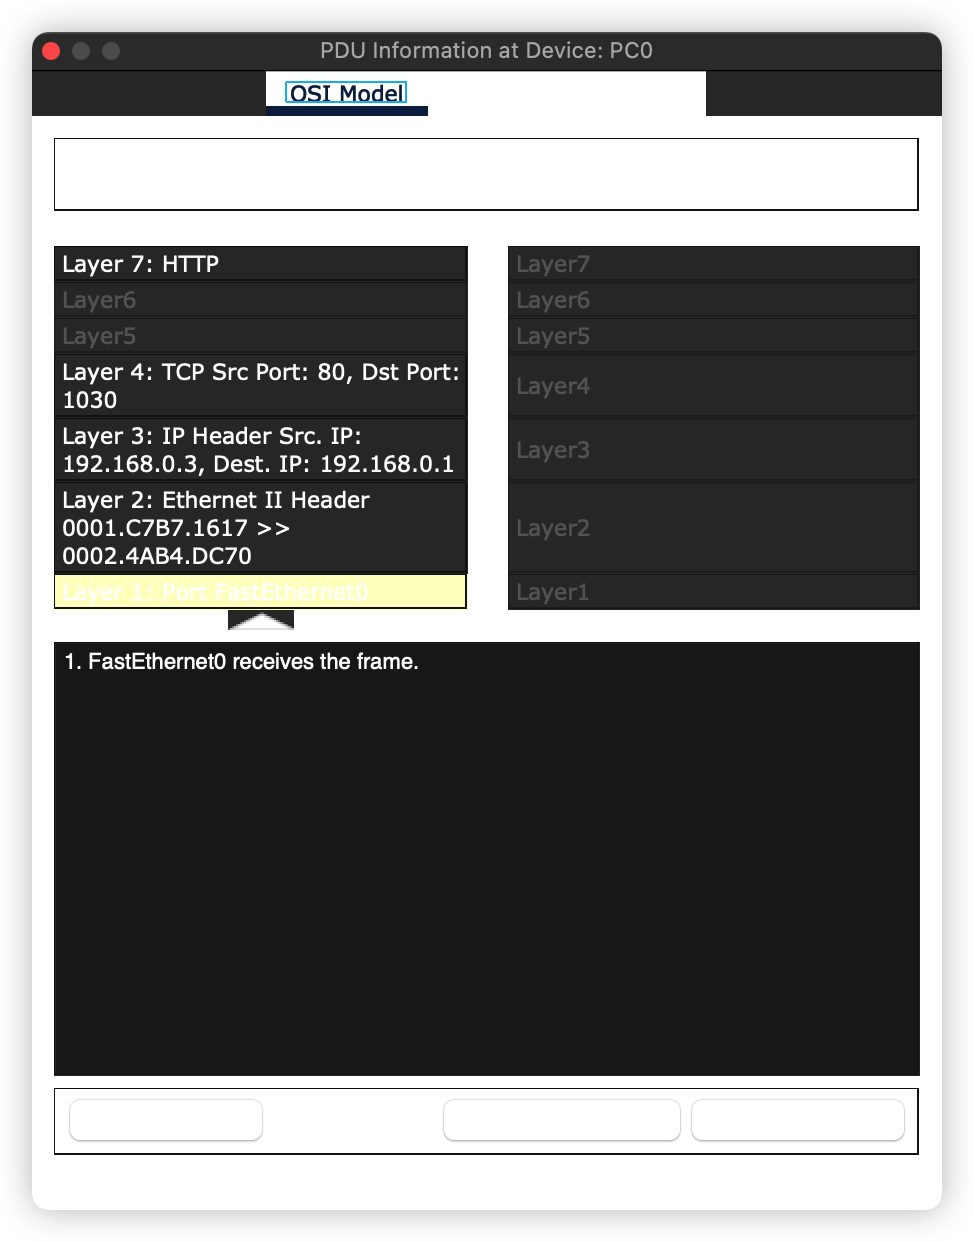 PDU Information at Device: PC0
OSI Model
Layer 7: HTTP
Layer6
Layer5
Layer 4: TCP Src Port: 80, Dst Port:
1030
Layer 3: IP Header Src. IP:
192.168.0.3, Dest. IP: 192.168.0.1
Layer 2: Ethernet II Header
0001.C7B7.1617 >>
0002.4AB4.DC70
Layer 1: Port FastEthernet0
Layer7
Layer6
Layer5
Layer4
Layer3
Layer2
Layer1
1. FastEthernet0 receives the frame.